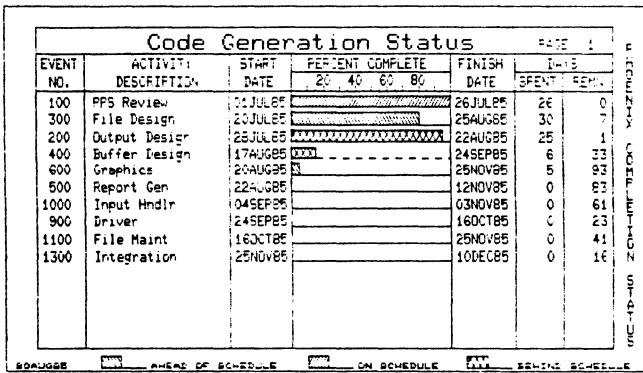 Code Generation Status PAGE 1
EVENT NO. ACTIVITY DESCRIPTION START DATE PERCENT COMPLETE 20 40 60 80 FINISH DATE DAYS SPENT REMN
100 PPS Review 01JUL85 26JUL85 26 0
300 File Design 20JUL85 25AUG85 30 7
200 Output Design 28JUL85 22AUG85 25 1
400 Buffer Design 17AUG85 24SEP85 6 33
600 Graphics 20AUG85 25NOV85 5 93
500 Report Gen 22AUG85 12NOV85 0 83
1000 Input Hndlr 04SEP85 03NOV85 0 61
900 Driver 24SEP85 16OCT85 0 23
1100 File Maint 16OCT85 25NOV85 0 41
1300 Integration 25NOV85 10DEC85 0 16
AHEAD OF SCHEDULE ON SCHEDULE BEHIND SCHEDULE
PHOENIX COMPLETION STATUS